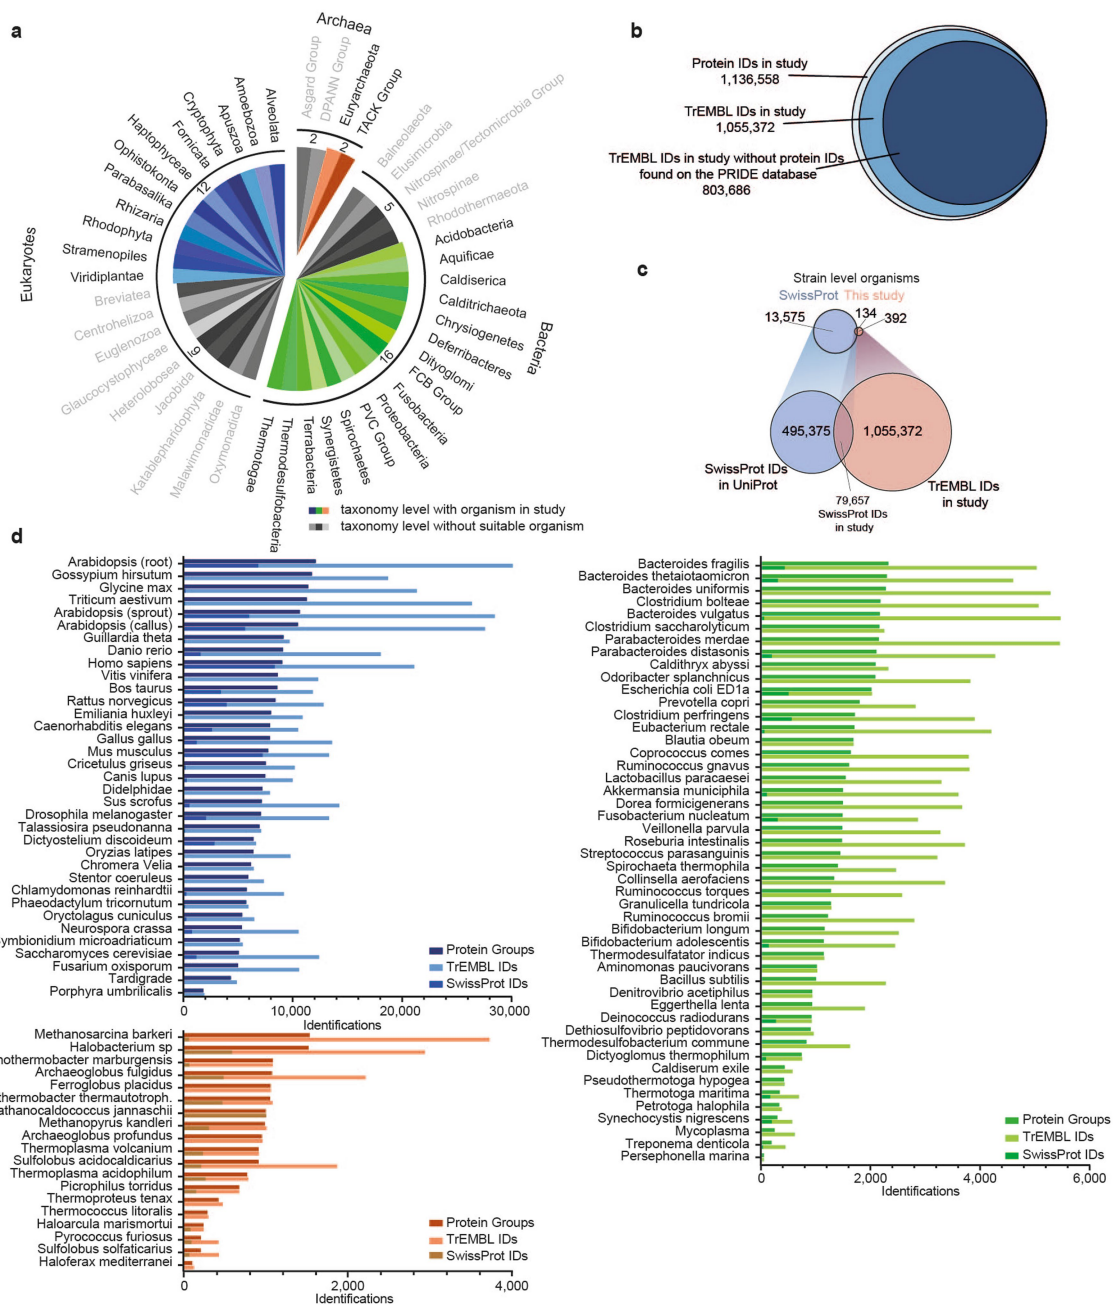 a
Archaea
Asgard Group
DPANN Group
Euryarchaeota
TACK Group
2
2
Balneolaeota
Elusimicrobia
Nitrospinae/Tectomicrobia Group
Nitrospinae
Rhodothermaeota
5
Acidobacteria
Aquificae
Caldiserica
Calditrichaeota
Chrysiogenetes
Deferribacteres
Dityoglomi
FCB Group
Fusobacteria
Proteobacteria
PVC Group
Spirochaetes
Synergistetes
Terrabacteria
Thermodesulfobacteria
Thermotogae
16
Bacteria
Eukaryotes
Alveolata
Amoebozoa
Apuszoa
Cryptophyta
Fornicata
Haptophyceae
Ophistokonta
Parabasalika
Rhizaria
Rhodophyta
Stramenopiles
Viridiplantae
12
Breviatea
Centrohelizoa
Euglenozoa
Glaucocystophyceae
Heterolobosea
Jacobida
Katablepharidophyta
Malawimonadidae
Oxymonadida
9
taxonomy level with organism in study
taxonomy level without suitable organism
b
Protein IDs in study
1,136,558
TrEMBL IDs in study
1,055,372
TrEMBL IDs in study without protein IDs
found on the PRIDE database
803,686
c
Strain level organisms
SwissProt This study
13,575
134
392
495,375
1,055,372
SwissProt IDs
in UniProt
TrEMBL IDs
in study
79,657
SwissProt IDs
in study
d
Arabidopsis (root)
Gossypium hirsutum
Glycine max
Triticum aestivum
Arabidopsis (sprout)
Arabidopsis (callus)
Guillardia theta
Danio rerio
Homo sapiens
Vitis vinifera
Bos taurus
Rattus norvegicus
Emiliania huxleyi
Caenorhabditis elegans
Gallus gallus
Mus musculus
Cricetulus griseus
Canis lupus
Didelphidae
Sus scrofus
Drosophila melanogaster
Talassiosira pseudonanna
Dictyostelium discoideum
Oryzias latipes
Chromera Velia
Stentor coeruleus
Chlamydomonas reinhardtii
Phaeodactylum tricornutum
Oryctolagus cuniculus
Neurospora crassa
Symbionidium microadriaticum
Saccharomyces cerevisiae
Fusarium oxisporum
Tardigrade
Porphyra umbrilicalis
Protein Groups
TrEMBL IDs
SwissProt IDs
0
10,000
20,000
30,000
Identifications
Methanosarcina barkeri
Halobacterium sp
nothermobacter marburgensis
Archaeoglobus fulgidus
Ferroglobus placidus
thermobacter thermautotroph.
athanocaldococcus jannaschii
Methanopyrus kandleri
Archaeoglobus profundus
Thermoplasma volcanium
Sulfolobus acidocaldicarius
Thermoplasma acidophilum
Picrophilus torridus
Thermoproteus tenax
Thermococcus litoralis
Haloarcula marismortui
Pyrococcus furiosus
Sulfolobus solfaticarius
Haloferax mediterranei
Protein Groups
TrEMBL IDs
SwissProt IDs
0
2,000
4,000
Identifications
Bacteroides fragilis
Bacteroides thetaiotaomicron
Bacteroides uniformis
Clostridium bolteae
Bacteroides vulgatus
Clostridium saccharolyticum
Parabacteroides merdae
Parabacteroides distasonis
Caldithryx abyssi
Odoribacter splanchnicus
Escherichia coli ED1a
Prevotella copri
Clostridium perfringens
Eubacterium rectale
Blautia obeum
Coprococcus comes
Ruminococcus gnavus
Lactobacillus paracaesei
Akkermansia municiphila
Dorea formicigenerans
Fusobacterium nucleatum
Veillonella parvula
Roseburia intestinalis
Streptococcus parasanguinis
Spirochaeta thermophila
Collinsella aerofaciens
Ruminococcus torques
Granulicella tundricola
Ruminococcus bromii
Bifidobacterium longum
Bifidobacterium adolescentis
Thermodesulfatator indicus
Aminomonas paucivorans
Bacillus subtilis
Denitrovibrio acetiphilus
Eggerthella lenta
Deinococcus radiodurans
Dethiosulfovibrio peptidovorans
Thermodesulfobacterium commune
Dictyoglomus thermophilum
Caldiserum exile
Pseudothermotoga hypogea
Thermotoga maritima
Petrotoga halophila
Synechocystis nigrescens
Mycoplasma
Treponema denticola
Persephonella marina
Protein Groups
TrEMBL IDs
SwissProt IDs
0
2,000
4,000
6,000
Identifications